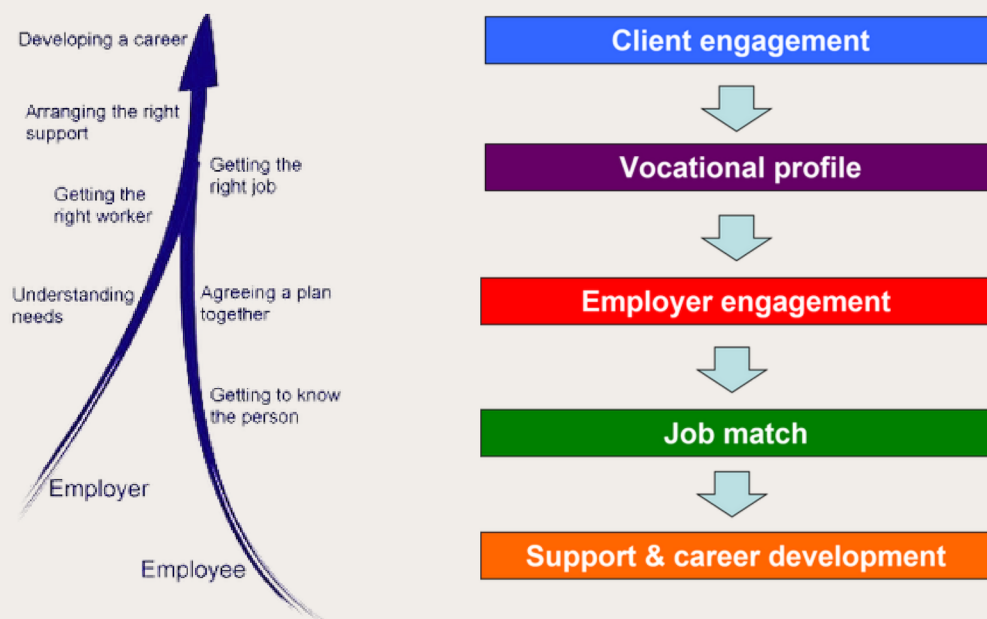 Developing a career
Arranging the right
support
Getting the
right job
Getting the
right worker
Understanding
needs
Agreeing a plan
together
Getting to know
the person
Employer
Employee
Client engagement
Vocational profile
Employer engagement
Job match
Support & career development